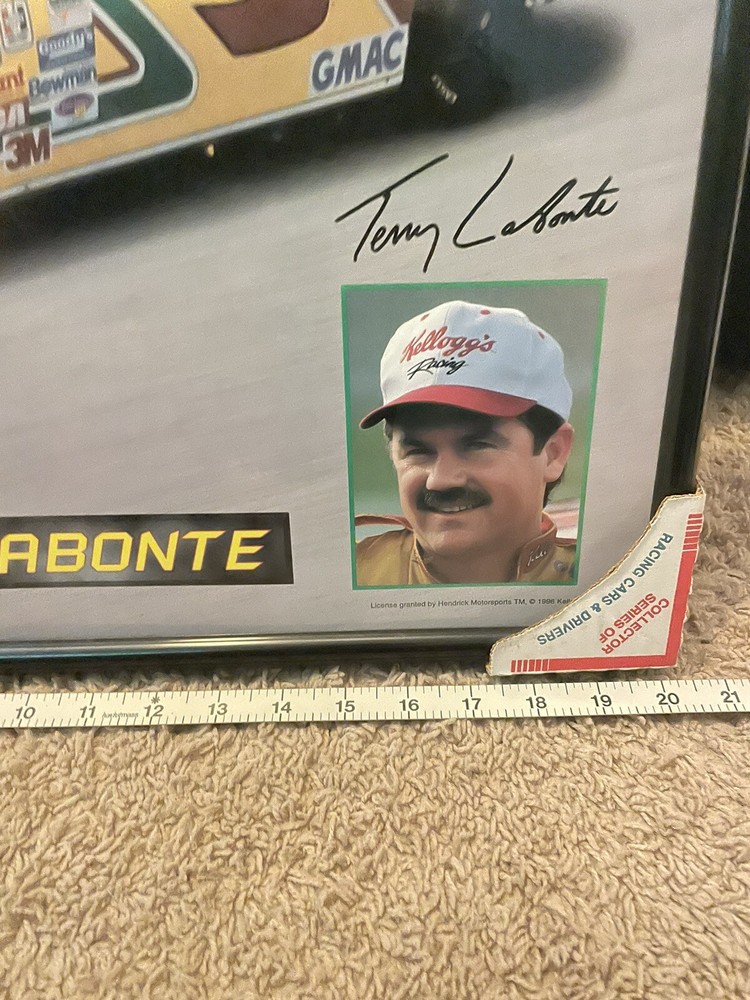 Goody's
Bowman
3M
GMAC
Terry Labonte
Kellogg's
Racing
ABONTE
License granted by Hendrick Motorsports TM, © 1996
COLLECTOR
SERIES OF
RACING CARS & DRIVERS
10 11 12 13 14 15 16 17 18 19 20 21